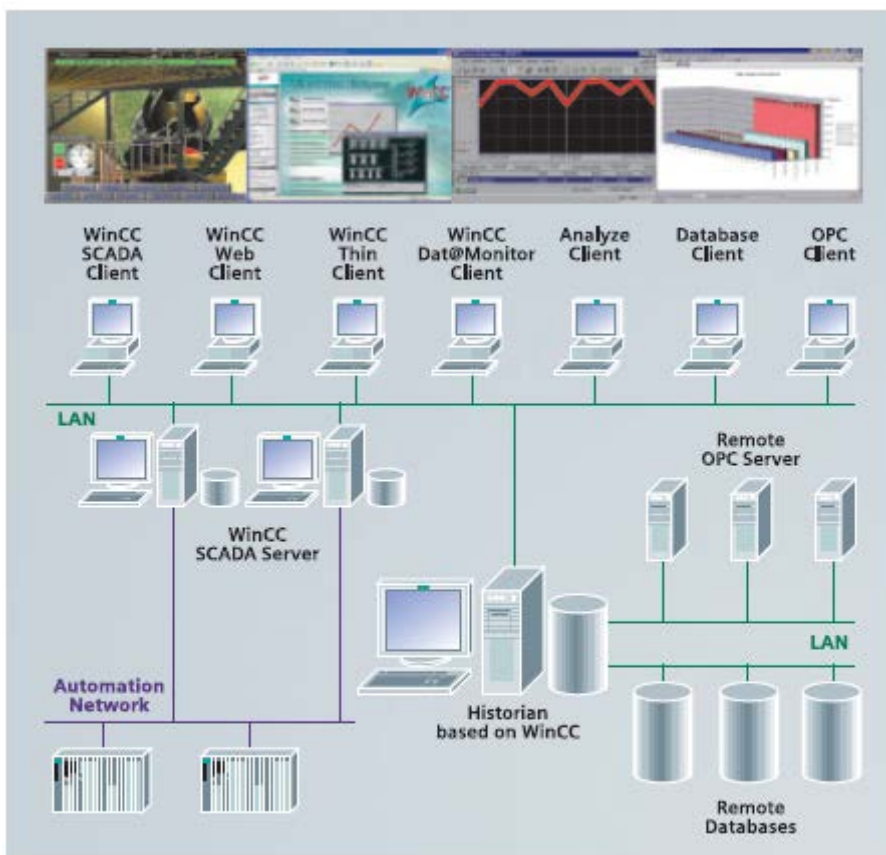 WinCC
WinCC
SCADA
Client
WinCC
Web
Client
WinCC
Thin
Client
WinCC
Dat@Monitor
Client
Analyze
Client
Database
Client
OPC
Client
LAN
WinCC
SCADA Server
Remote
OPC Server
LAN
Automation
Network
Historian
based on WinCC
Remote
Databases